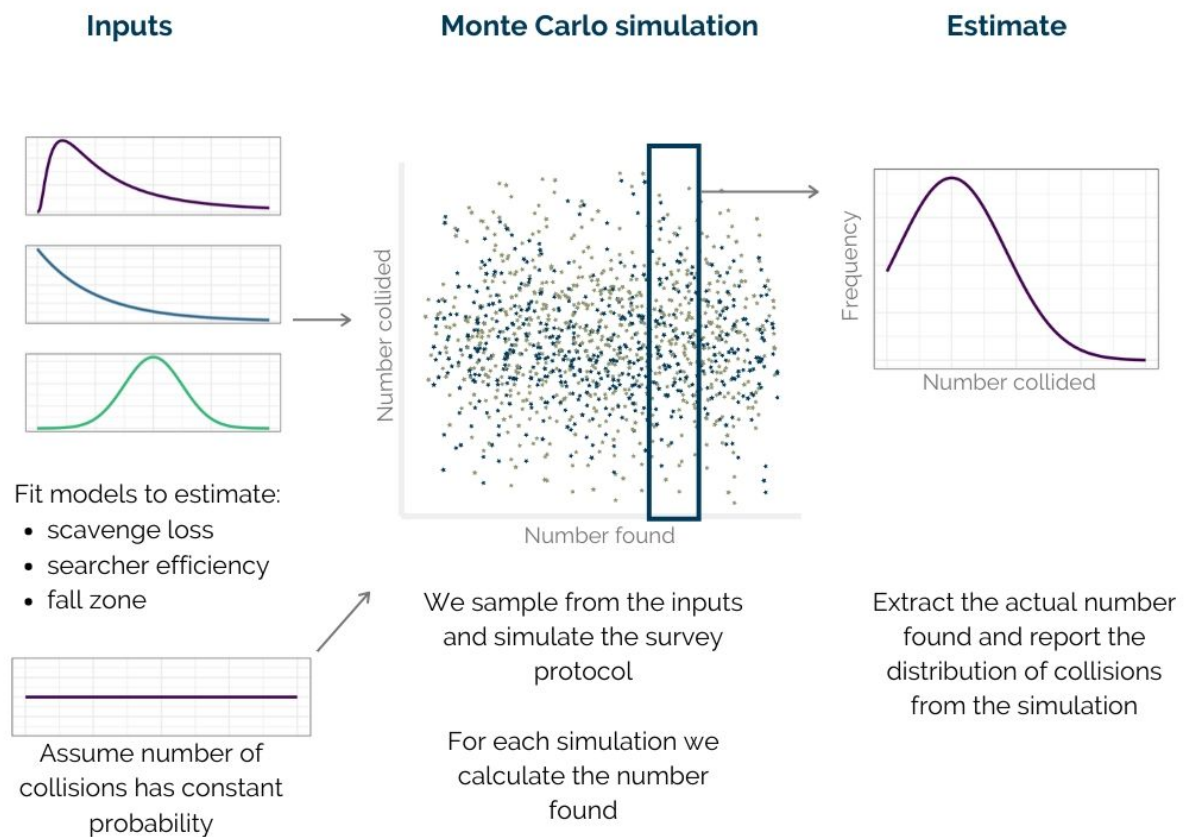 Inputs
Monte Carlo simulation
Estimate
Number collided
Number found
Frequency
Number collided
Fit models to estimate:
• scavenge loss
• searcher efficiency
• fall zone
Assume number of
collisions has constant
probability
We sample from the inputs
and simulate the survey
protocol
For each simulation we
calculate the number
found
Extract the actual number
found and report the
distribution of collisions
from the simulation